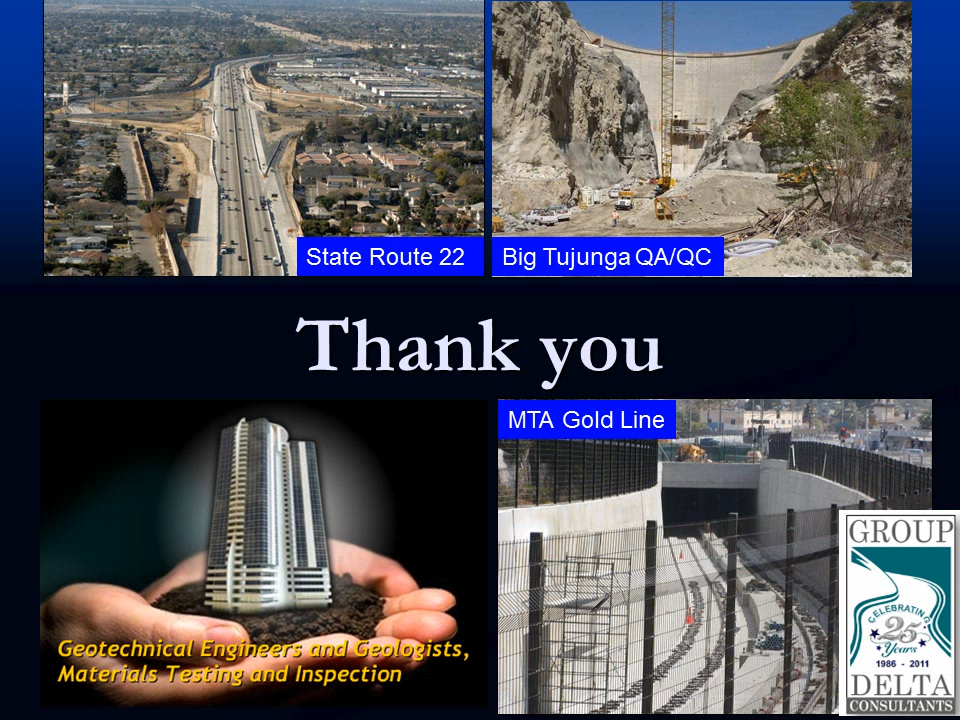 State Route 22
Big Tujunga QA/QC
Thank you
MTA Gold Line
Geotechnical Engineers and Geologists,
Materials Testing and Inspection
GROUP
CELEBRATING
25
Years
1986 - 2011
DELTA
CONSULTANTS